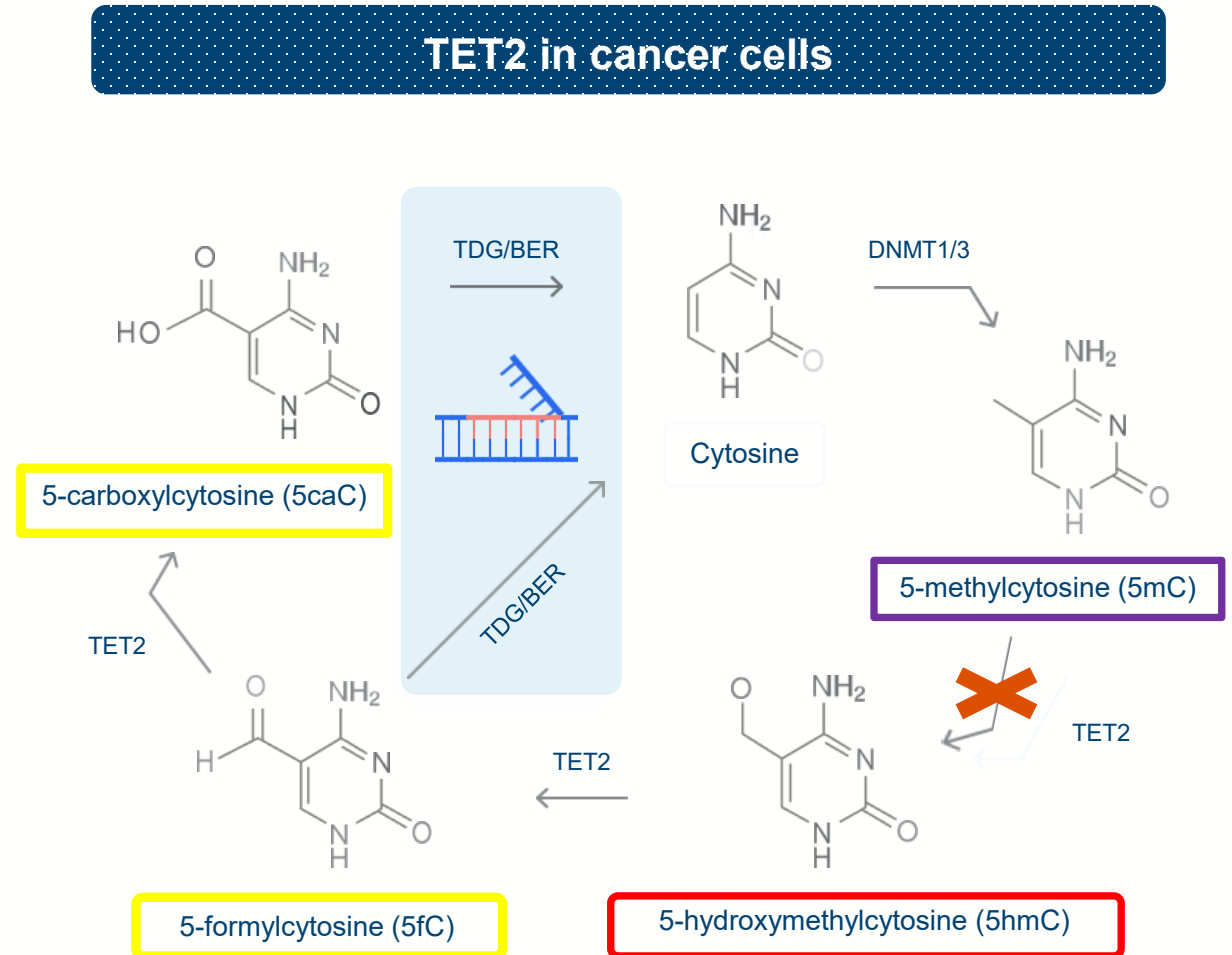 TET2 in cancer cells
TDG/BER
DNMT1/3
O
NH2
HO
N
NH
O
NH2
N
N
H
O
NH2
N
N
H
O
Cytosine
5-carboxylcytosine (5caC)
5-methylcytosine (5mC)
TDG/BER
TET2
TET2
TET2
O
NH2
H
N
N
H
O
O
NH2
N
N
H
O
5-formylcytosine (5fC)
5-hydroxymethylcytosine (5hmC)